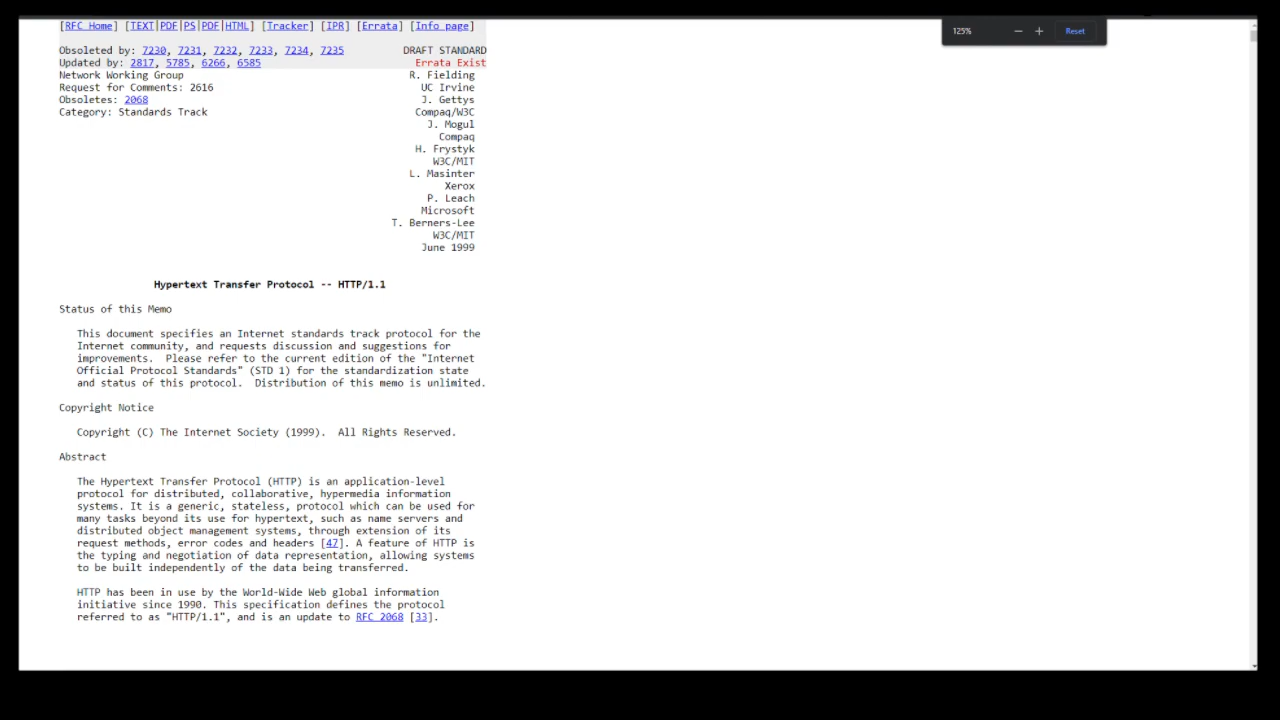 [RFC Home] [TEXT|PDF|PS|PDF|HTML] [Tracker] [IPR] [Errata] [Info page]
125% − + Reset
Obsoleted by: 7230, 7231, 7232, 7233, 7234, 7235 DRAFT STANDARD
Updated by: 2817, 5785, 6266, 6585 Errata Exist
Network Working Group R. Fielding
Request for Comments: 2616 UC Irvine
Obsoletes: 2068 J. Gettys
Category: Standards Track Compaq/W3C
J. Mogul
Compaq
H. Frystyk
W3C/MIT
L. Masinter
Xerox
P. Leach
Microsoft
T. Berners-Lee
W3C/MIT
June 1999
Hypertext Transfer Protocol -- HTTP/1.1
Status of this Memo
This document specifies an Internet standards track protocol for the
Internet community, and requests discussion and suggestions for
improvements. Please refer to the current edition of the "Internet
Official Protocol Standards" (STD 1) for the standardization state
and status of this protocol. Distribution of this memo is unlimited.
Copyright Notice
Copyright (C) The Internet Society (1999). All Rights Reserved.
Abstract
The Hypertext Transfer Protocol (HTTP) is an application-level
protocol for distributed, collaborative, hypermedia information
systems. It is a generic, stateless, protocol which can be used for
many tasks beyond its use for hypertext, such as name servers and
distributed object management systems, through extension of its
request methods, error codes and headers [47]. A feature of HTTP is
the typing and negotiation of data representation, allowing systems
to be built independently of the data being transferred.
HTTP has been in use by the World-Wide Web global information
initiative since 1990. This specification defines the protocol
referred to as "HTTP/1.1", and is an update to RFC 2068 [33].